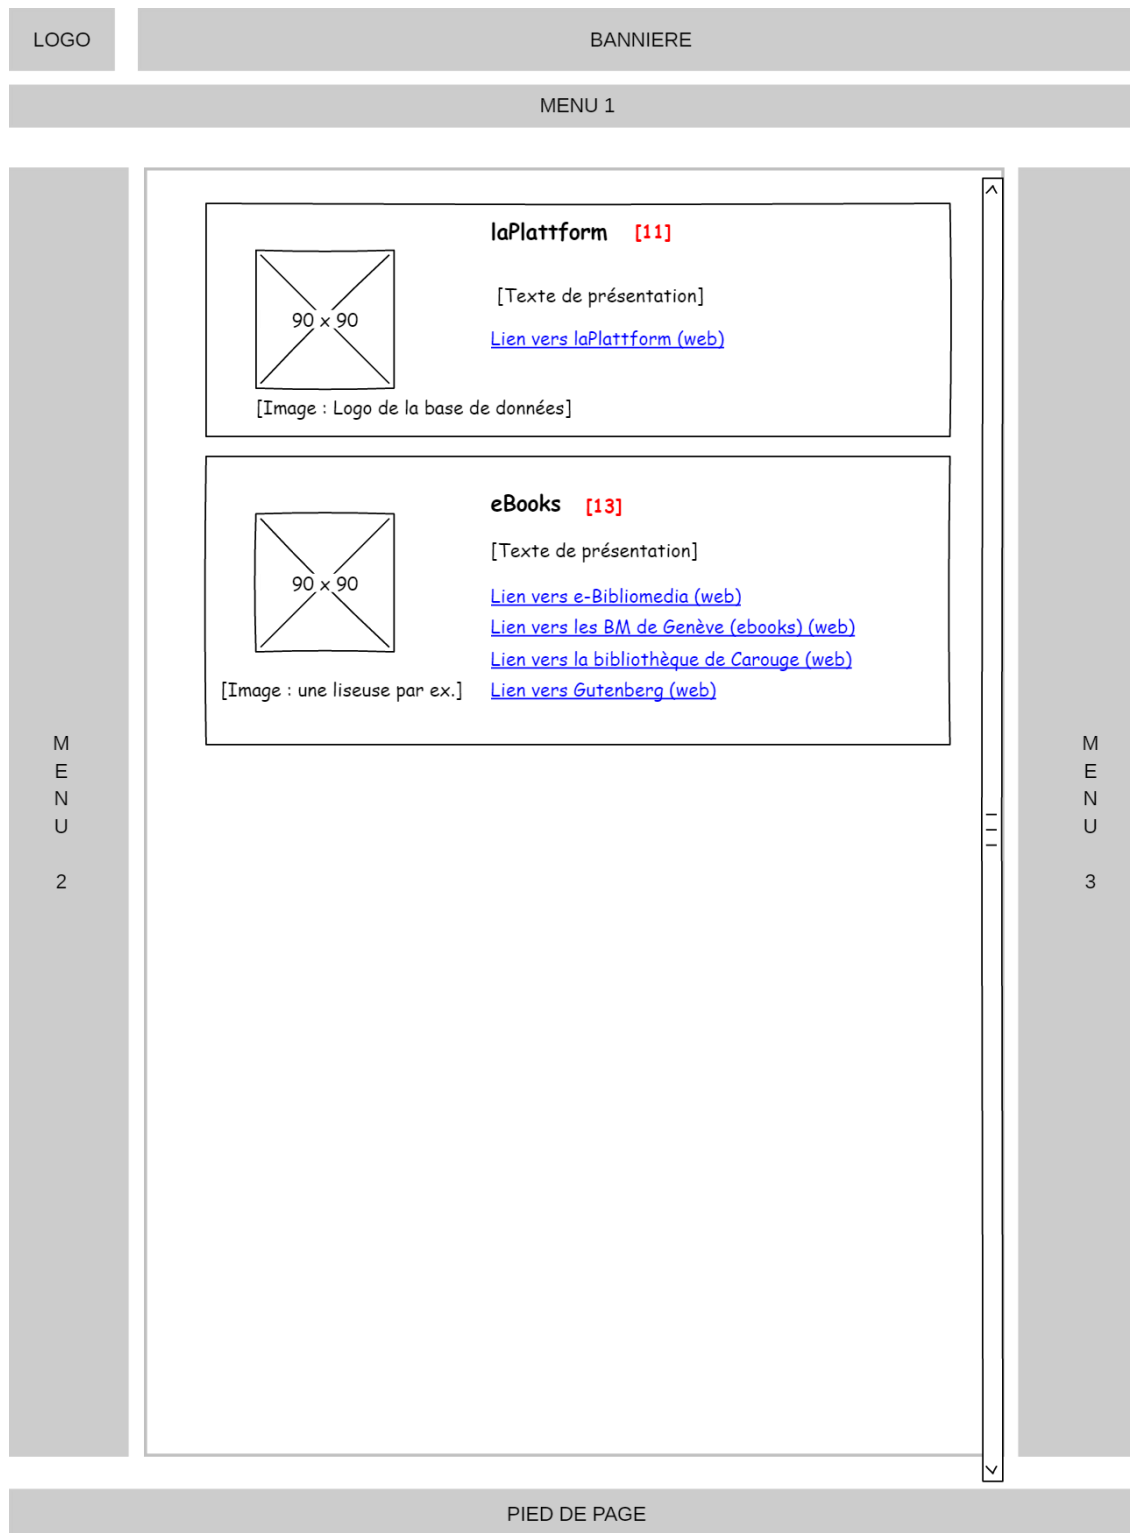 LOGO
BANNIERE
MENU 1
laPlattform [11]
90 x 90
[Texte de présentation]
Lien vers laPlattform (web)
[Image : Logo de la base de données]
eBooks [13]
90 x 90
[Texte de présentation]
Lien vers e-Bibliomedia (web)
Lien vers les BM de Genève (ebooks) (web)
Lien vers la bibliothèque de Carouge (web)
[Image : une liseuse par ex.]
Lien vers Gutenberg (web)
M
E
N
U
2
M
E
N
U
3
PIED DE PAGE